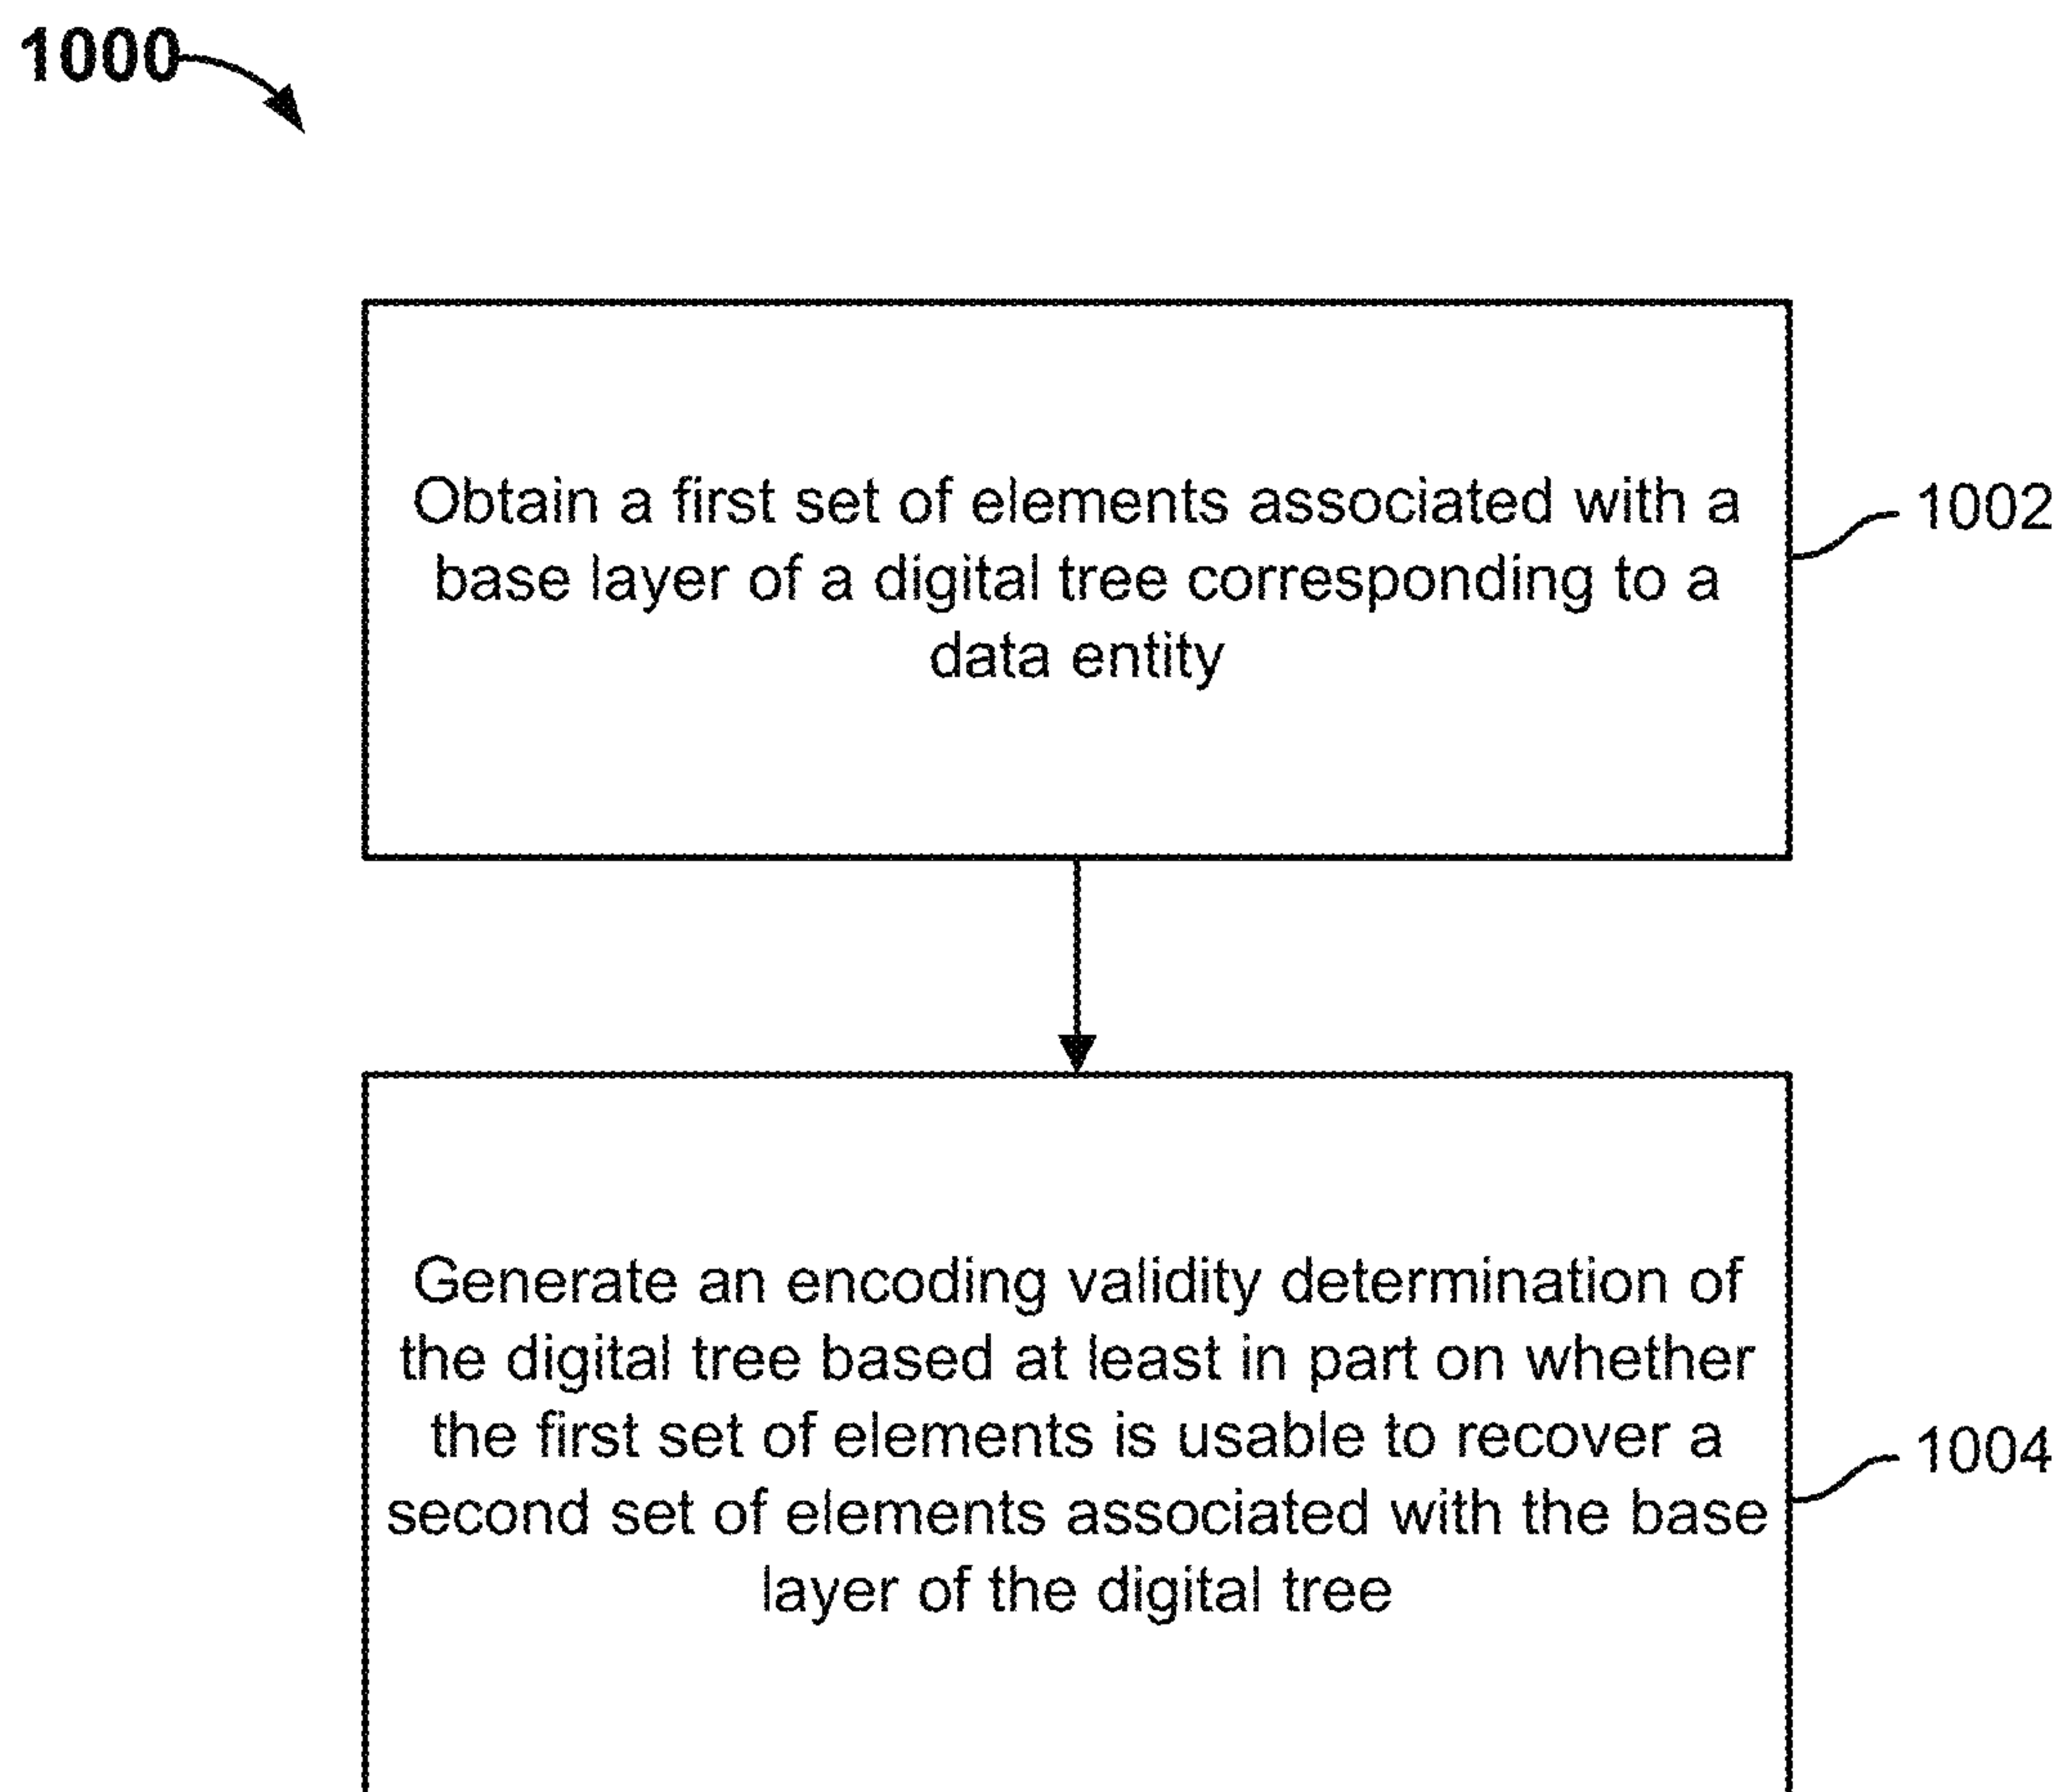 1000
Obtain a first set of elements associated with a
base layer of a digital tree corresponding to a
data entity
1002
Generate an encoding validity determination of
the digital tree based at least in part on whether
the first set of elements is usable to recover a
second set of elements associated with the base
layer of the digital tree
1004